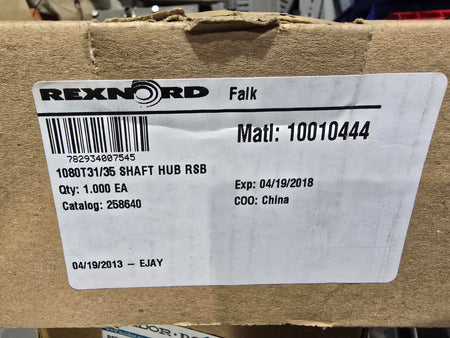 REXNORD Falk
Matl: 10010444
782934007545
1080T31/35 SHAFT HUB RSB
Qty: 1.000 EA
Exp: 04/19/2018
Catalog: 258640
COO: China
04/19/2013 – EJAY